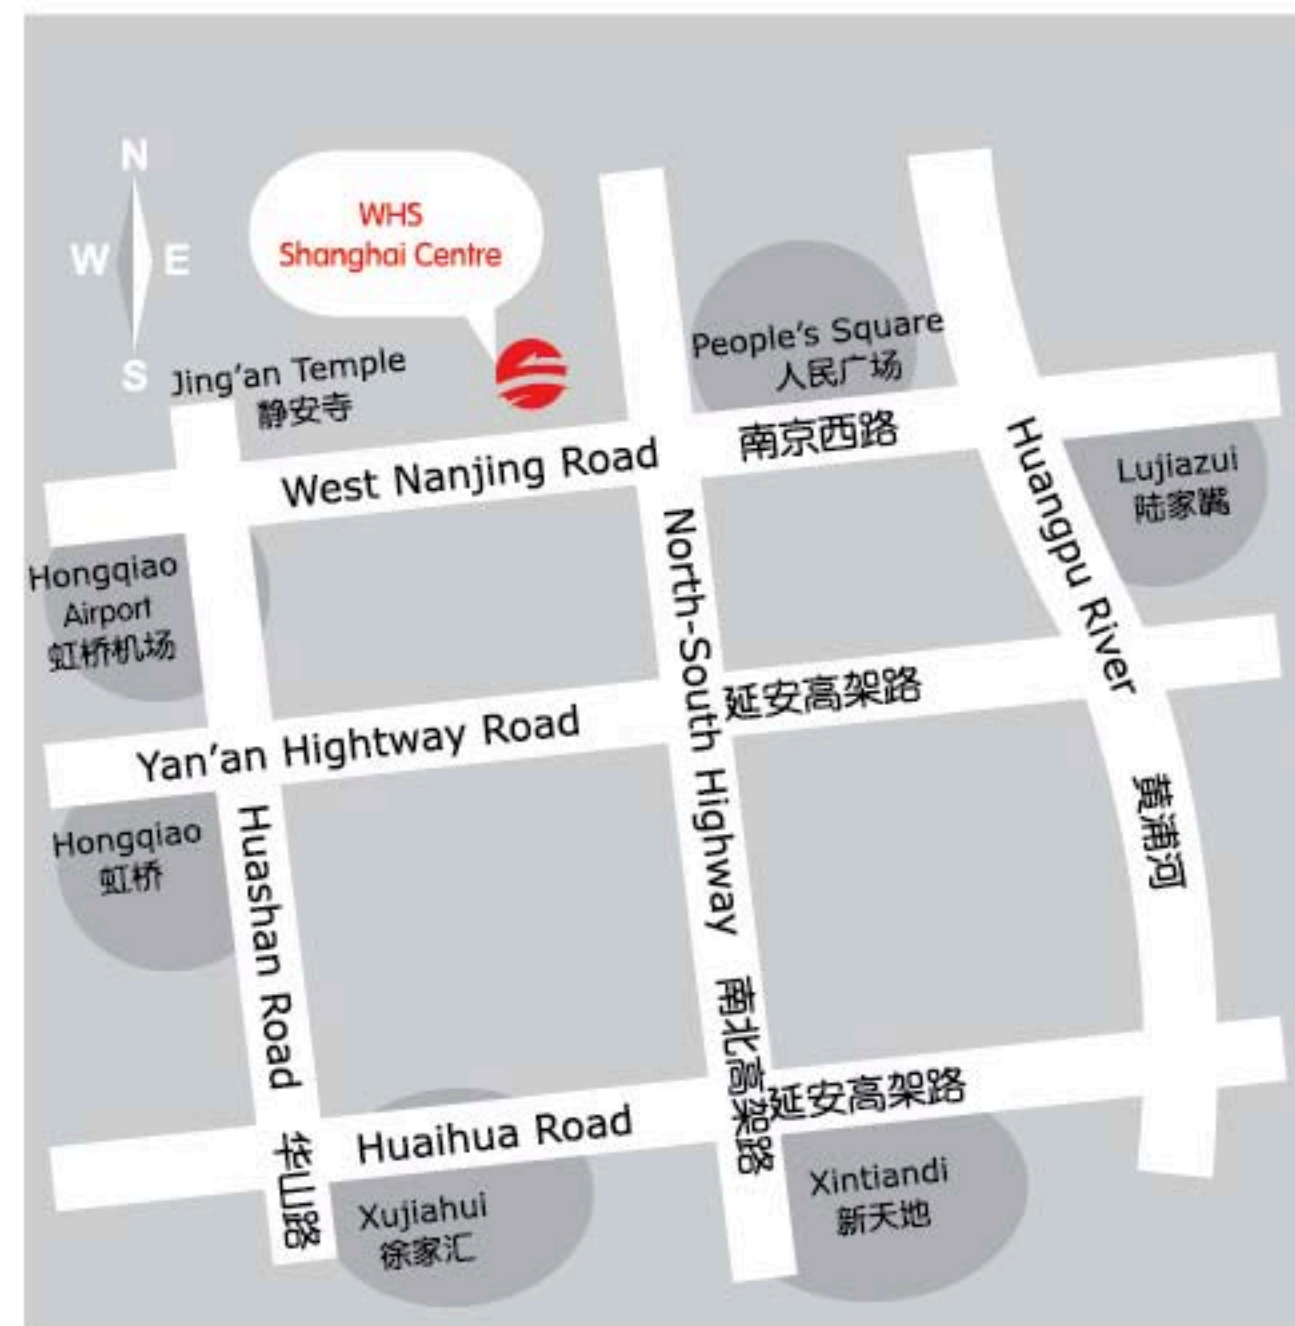 N
W E
S
WHS
Shanghai Centre
Jing'an Temple
静安寺
People's Square
人民广场
West Nanjing Road 南京西路
Lujiazui
陆家嘴
Huangpu River 黄浦河
Hongqiao
Airport
虹桥机场
North-South Highway 南北高架路
Yan'an Hightway Road 延安高架路
Hongqiao
虹桥
Huashan Road 华山路
Huaihua Road 延安高架路
Xujiahui
徐家汇
Xintiandi
新天地